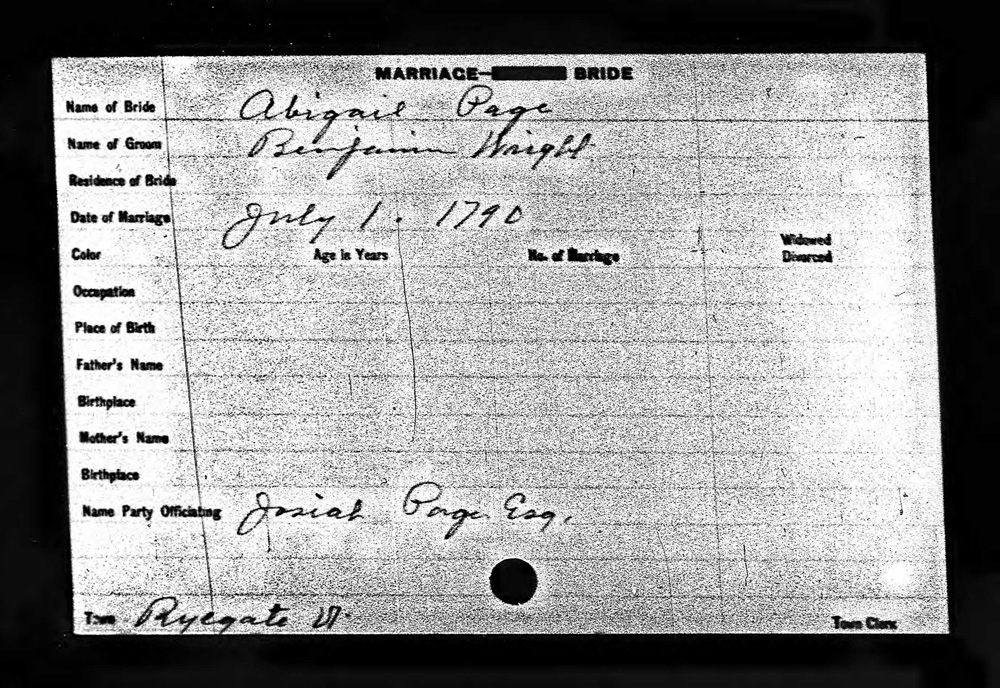 MARRIAGE— BRIDE
Name of Bride Abigail Page
Name of Groom Benjamin Wright
Residence of Bride
Date of Marriage July 1. 1790
Widowed
Color Age in Years No. of Marriage Divorced
Occupation
Place of Birth
Father's Name
Birthplace
Mother's Name
Birthplace
Name Party Officiating Josiah Page Esq.
Town Ryegate Vt. Town Clerk